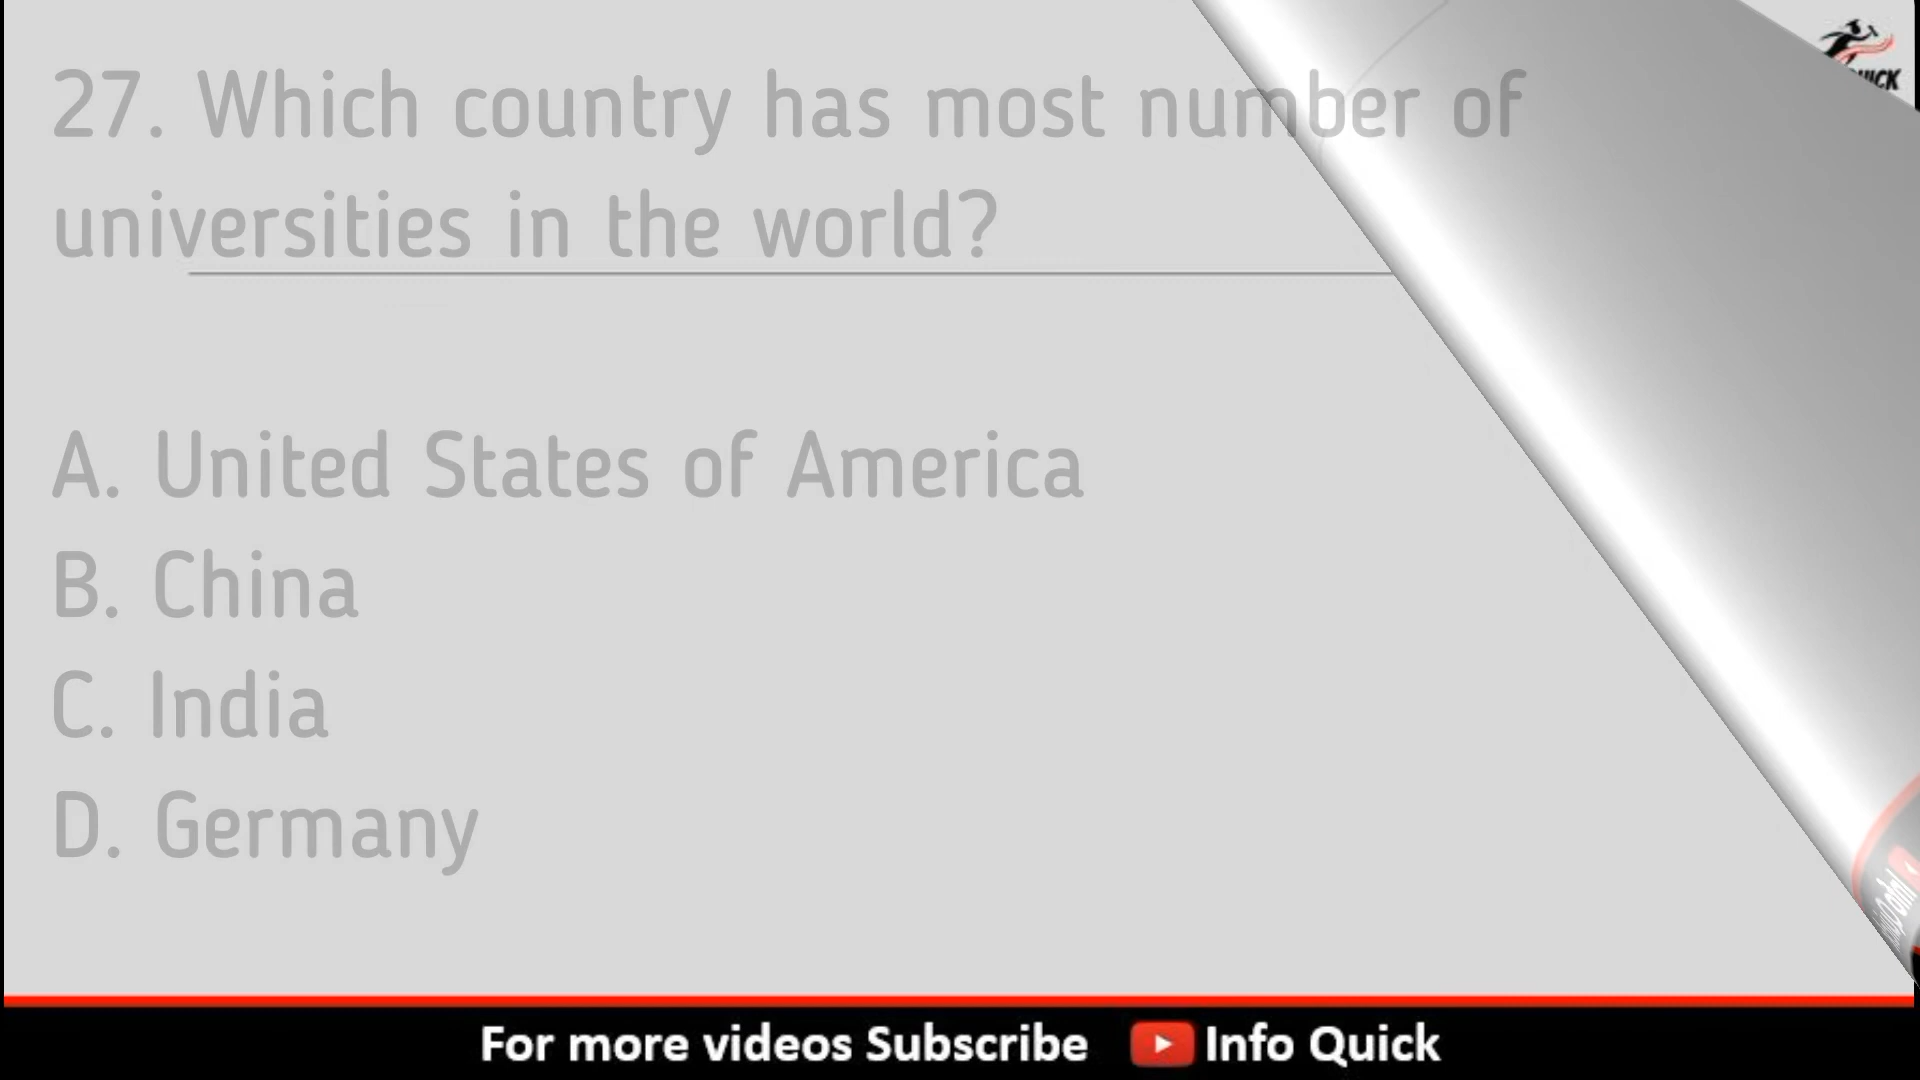 27. Which country has most number of
universities in the world?
A. United States of America
B. China
C. India
D. Germany
For more videos Subscribe Info Quick